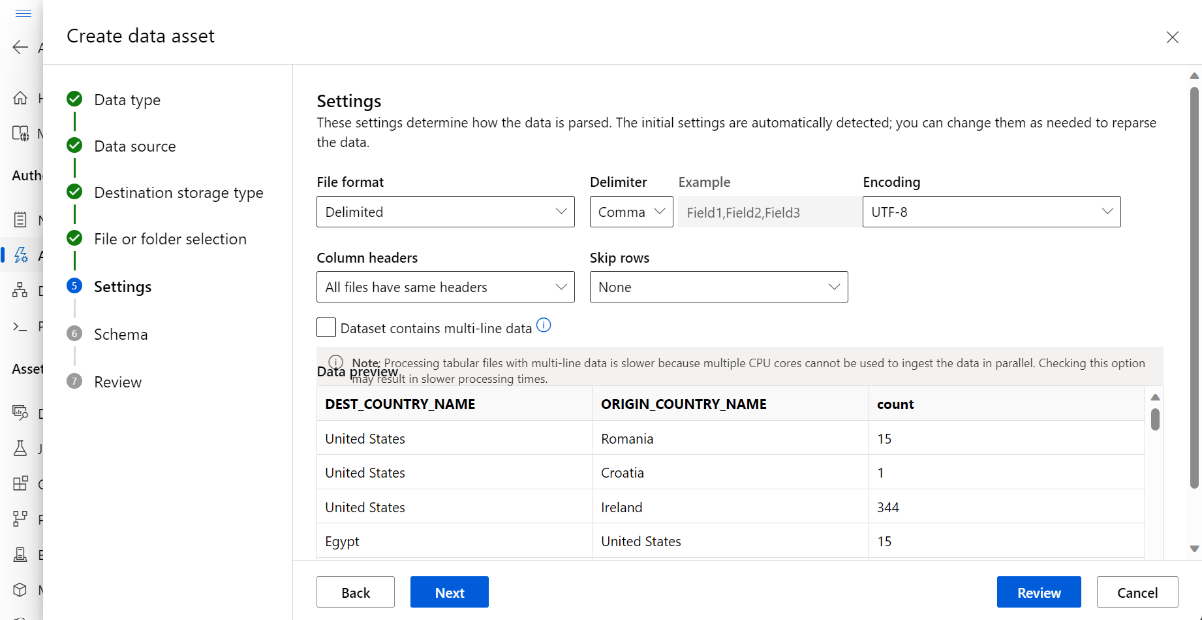 Create data asset
Auth
Asset
Data type
Data source
Destination storage type
File or folder selection
5 Settings
6 Schema
7 Review
Settings
These settings determine how the data is parsed. The initial settings are automatically detected; you can change them as needed to reparse
the data.
File format Delimiter Example Encoding
Delimited Comma Field1,Field2,Field3 UTF-8
Column headers Skip rows
All files have same headers None
Dataset contains multi-line data
Note: Processing tabular files with multi-line data is slower because multiple CPU cores cannot be used to ingest the data in parallel. Checking this option
Data preview
may result in slower processing times.
DEST_COUNTRY_NAME ORIGIN_COUNTRY_NAME count
United States Romania 15
United States Croatia 1
United States Ireland 344
Egypt United States 15
Back Next Review Cancel